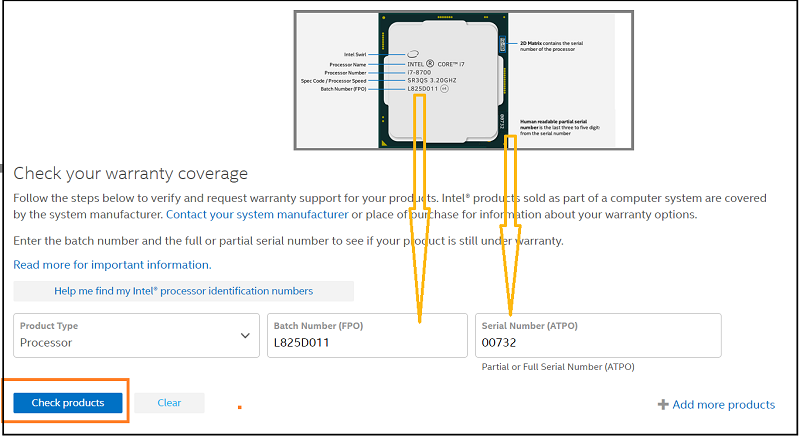 Intel Swirl
Processor Name
Processor Number
Spec Code / Processor Speed
Batch Number (FPO)
INTEL ® CORE™ i7
i7-8700
SR3QS 3.20GHZ
L825D011 e4
00732
2D Matrix contains the serial
number of the processor
Human readable partial serial
number is the last three to five digit
from the serial number
Check your warranty coverage
Follow the steps below to verify and request warranty support for your products. Intel® products sold as part of a computer system are covered
by the system manufacturer. Contact your system manufacturer or place of purchase for information about your warranty options.
Enter the batch number and the full or partial serial number to see if your product is still under warranty.
Read more for important information.
Help me find my Intel® processor identification numbers
Product Type
Processor
Batch Number (FPO)
L825D011
Serial Number (ATPO)
00732
Partial or Full Serial Number (ATPO)
Check products
Clear
+ Add more products